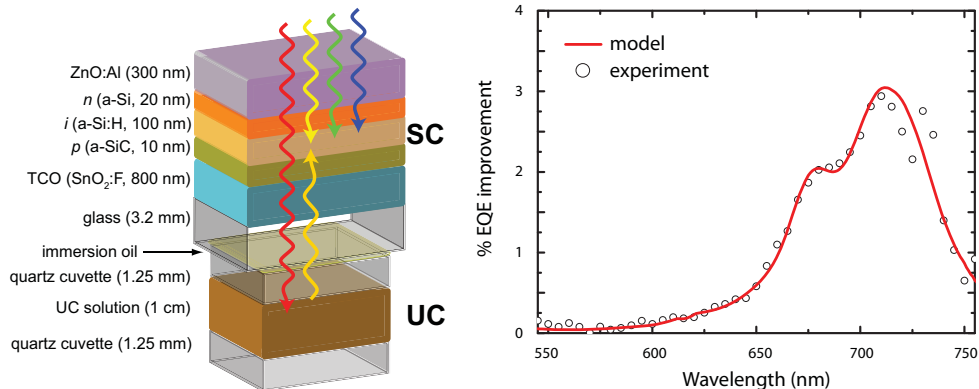 ZnO:Al (300 nm)
n (a-Si, 20 nm)
i (a-Si:H, 100 nm)
p (a-SiC, 10 nm)
TCO (SnO₂:F, 800 nm)
glass (3.2 mm)
immersion oil
quartz cuvette (1.25 mm)
UC solution (1 cm)
quartz cuvette (1.25 mm)
SC
UC
% EQE improvement
4
3
2
1
0
model
experiment
550
600
650
700
750
Wavelength (nm)